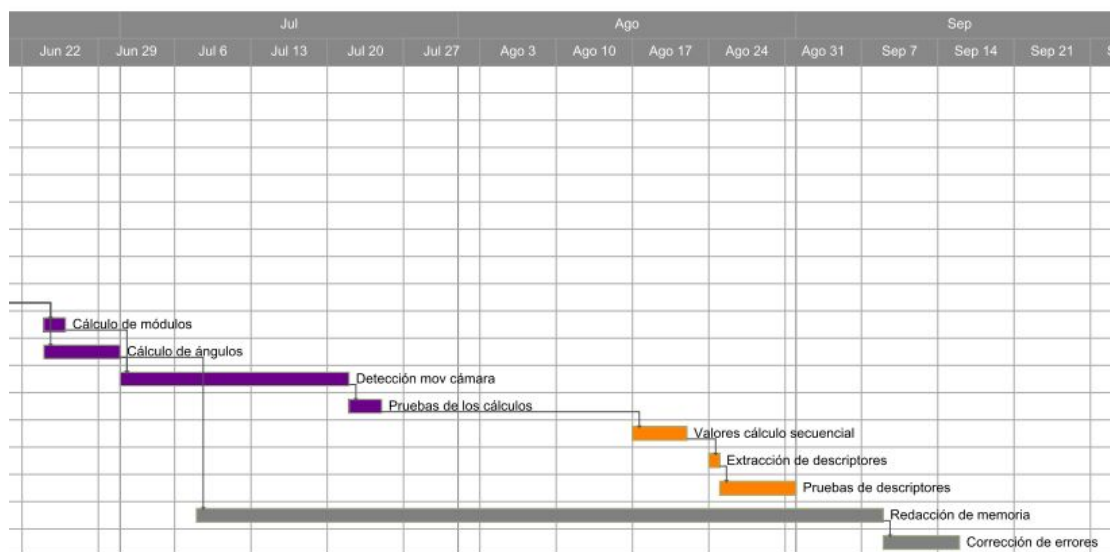 Jul Ago Sep
Jun 22 Jun 29 Jul 6 Jul 13 Jul 20 Jul 27 Ago 3 Ago 10 Ago 17 Ago 24 Ago 31 Sep 7 Sep 14 Sep 21 S
Cálculo de módulos
Cálculo de ángulos
Detección mov cámara
Pruebas de los cálculos
Valores cálculo secuencial
Extracción de descriptores
Pruebas de descriptores
Redacción de memoria
Corrección de errores